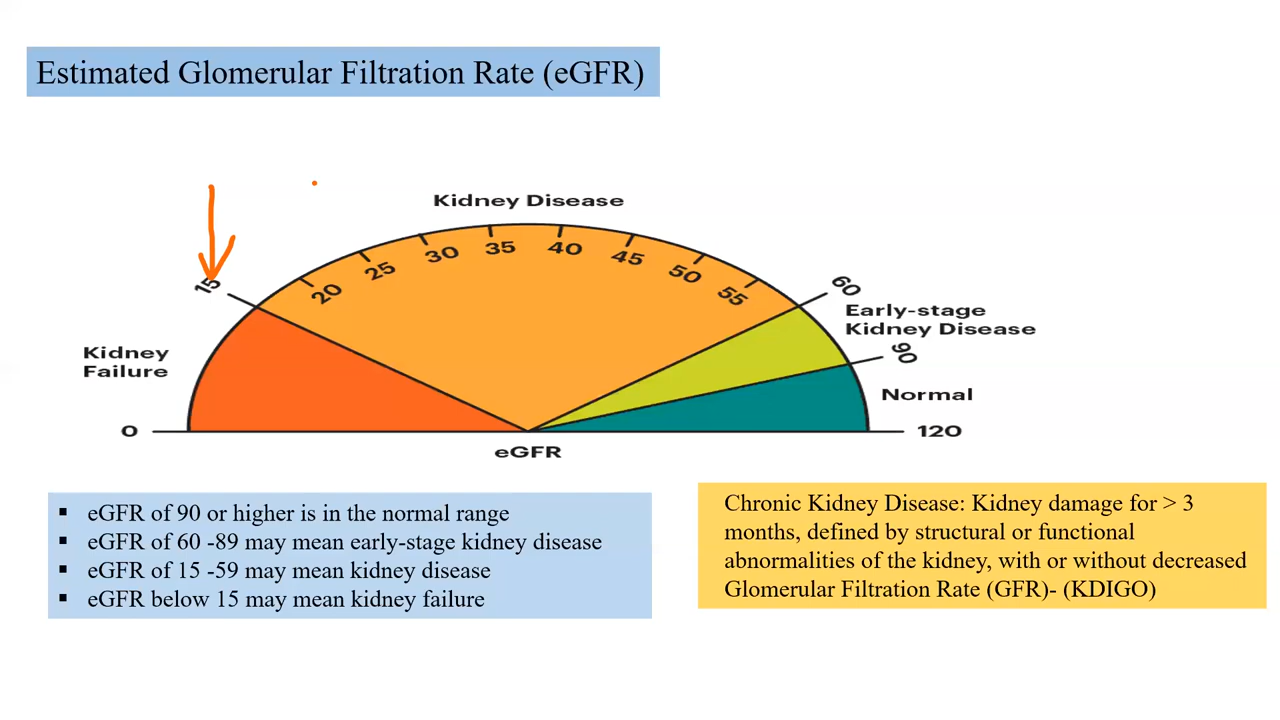 Estimated Glomerular Filtration Rate (eGFR)
Kidney Disease
15
20
25
30
35
40
45
50
55
60
Early-stage
Kidney Disease
90
Kidney
Failure
Normal
0
120
eGFR
▪ eGFR of 90 or higher is in the normal range
▪ eGFR of 60 -89 may mean early-stage kidney disease
▪ eGFR of 15 -59 may mean kidney disease
▪ eGFR below 15 may mean kidney failure
Chronic Kidney Disease: Kidney damage for > 3
months, defined by structural or functional
abnormalities of the kidney, with or without decreased
Glomerular Filtration Rate (GFR)- (KDIGO)